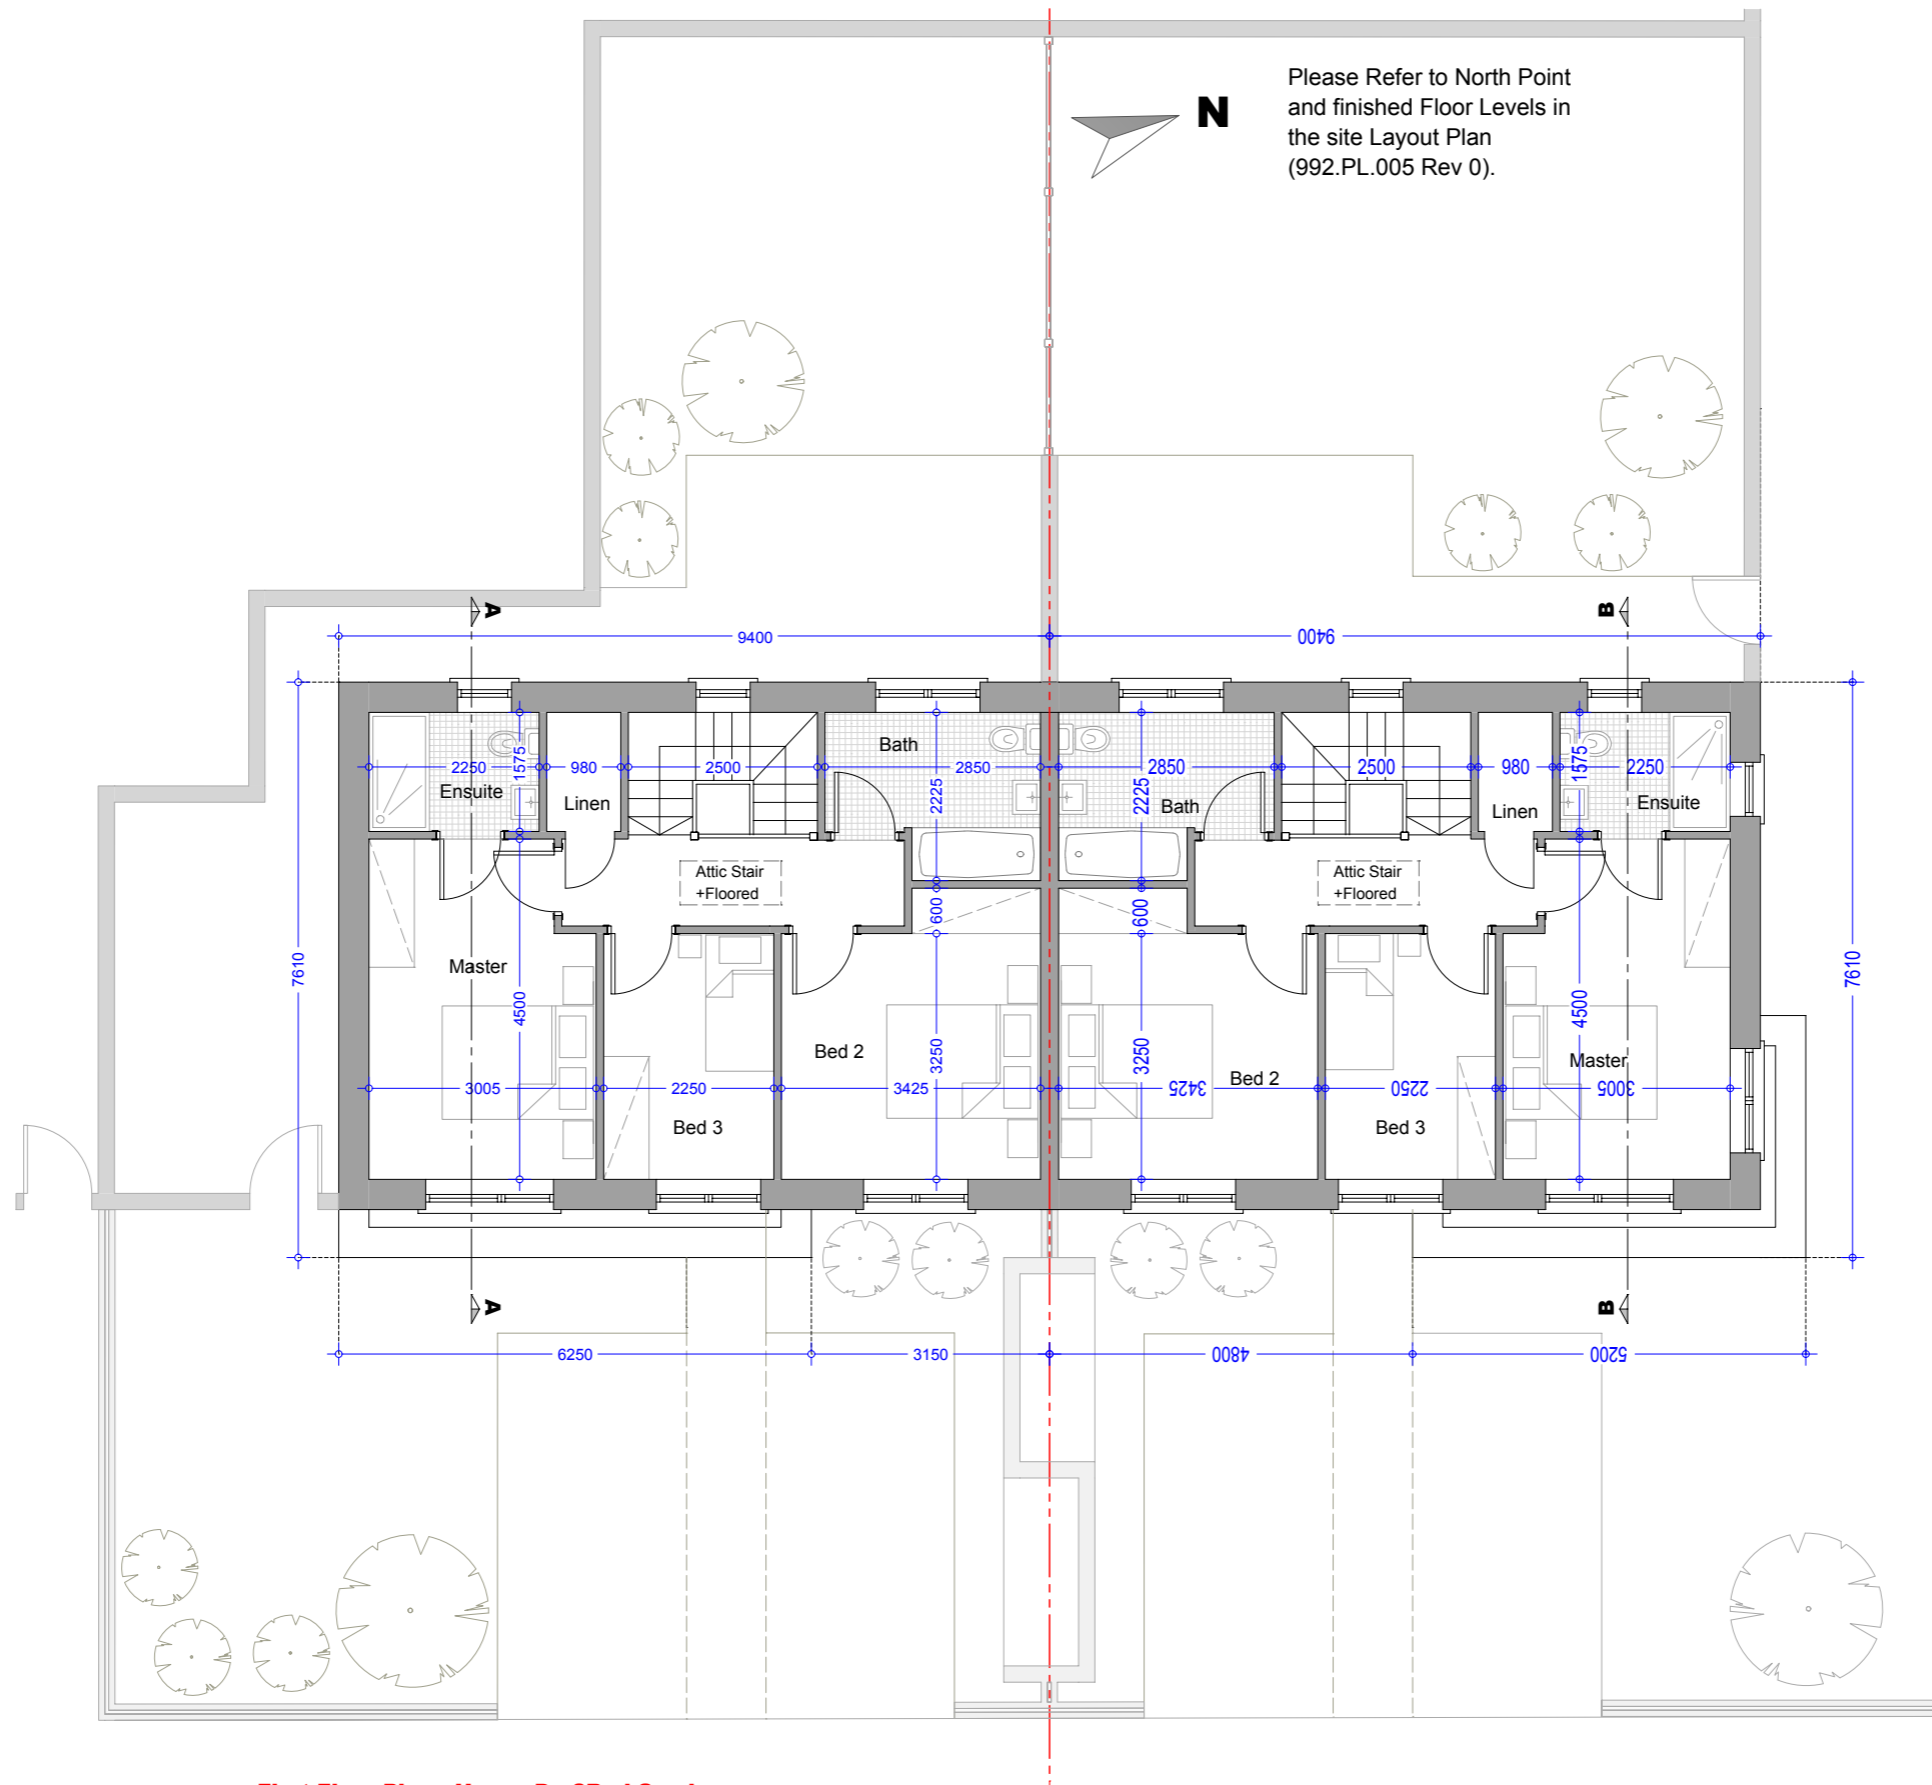 Please Refer to North Point
and finished Floor Levels in
the site Layout Plan
(992.PL.005 Rev 0).
N
A
B
9400
9400
Bath
2250
1575
980
2500
2850
2850
2500
980
1575
2250
Ensuite
Linen
2225
2225
Bath
Linen
Ensuite
Attic Stair
+Floored
Attic Stair
+Floored
600
600
Master
7610
4500
3250
3250
4500
7610
Bed 2
Bed 2
Master
3005
2250
3425
3425
2250
3005
Bed 3
Bed 3
A
B
6250
3150
4800
5200